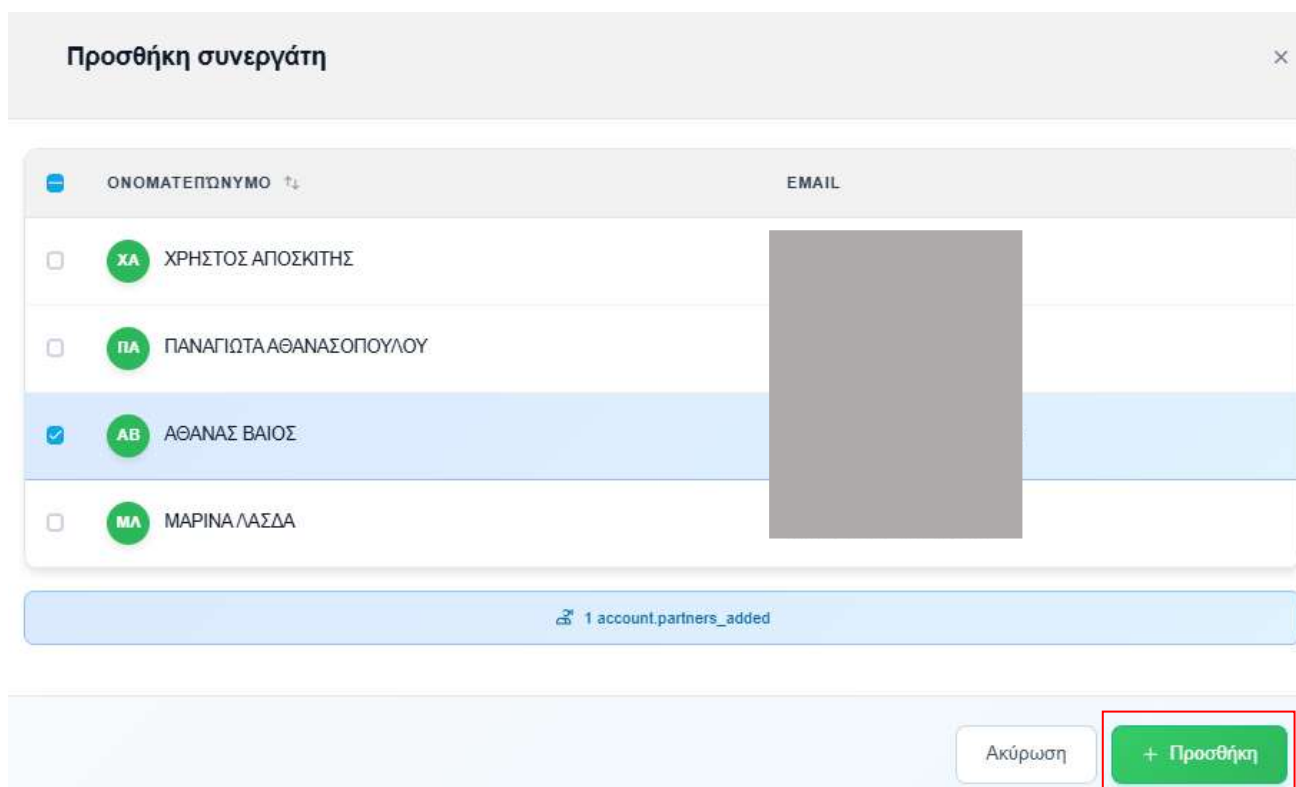 Προσθήκη συνεργάτη ×
ΟΝΟΜΑΤΕΠΏΝΥΜΟ ↑↓ EMAIL
ΧΑ ΧΡΗΣΤΟΣ ΑΠΟΣΚΙΤΗΣ
ΠΑ ΠΑΝΑΓΙΩΤΑ ΑΘΑΝΑΣΟΠΟΥΛΟΥ
ΑΒ ΑΘΑΝΑΣ ΒΑΙΟΣ
ΜΛ ΜΑΡΙΝΑ ΛΑΣΔΑ
1 account.partners_added
Ακύρωση + Προσθήκη